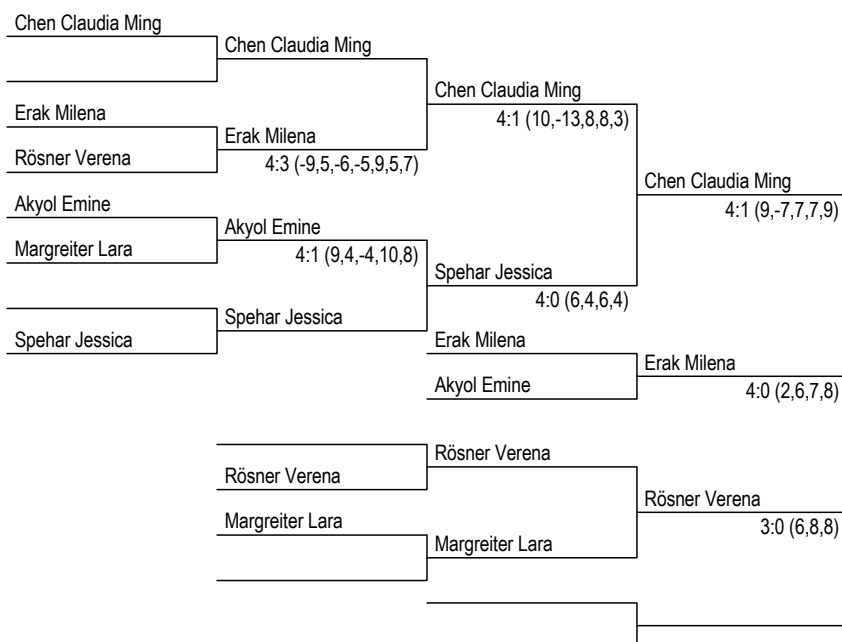 Chen Claudia Ming
Chen Claudia Ming
Chen Claudia Ming
4:1 (10,-13,8,8,3)
Erak Milena
Erak Milena
4:3 (-9,5,-6,-5,9,5,7)
Rösner Verena
Chen Claudia Ming
4:1 (9,-7,7,7,9)
Akyol Emine
Akyol Emine
4:1 (9,4,-4,10,8)
Margreiter Lara
Spehar Jessica
4:0 (6,4,6,4)
Spehar Jessica
Spehar Jessica
Erak Milena
Erak Milena
4:0 (2,6,7,8)
Akyol Emine
Rösner Verena
Rösner Verena
Rösner Verena
3:0 (6,8,8)
Margreiter Lara
Margreiter Lara